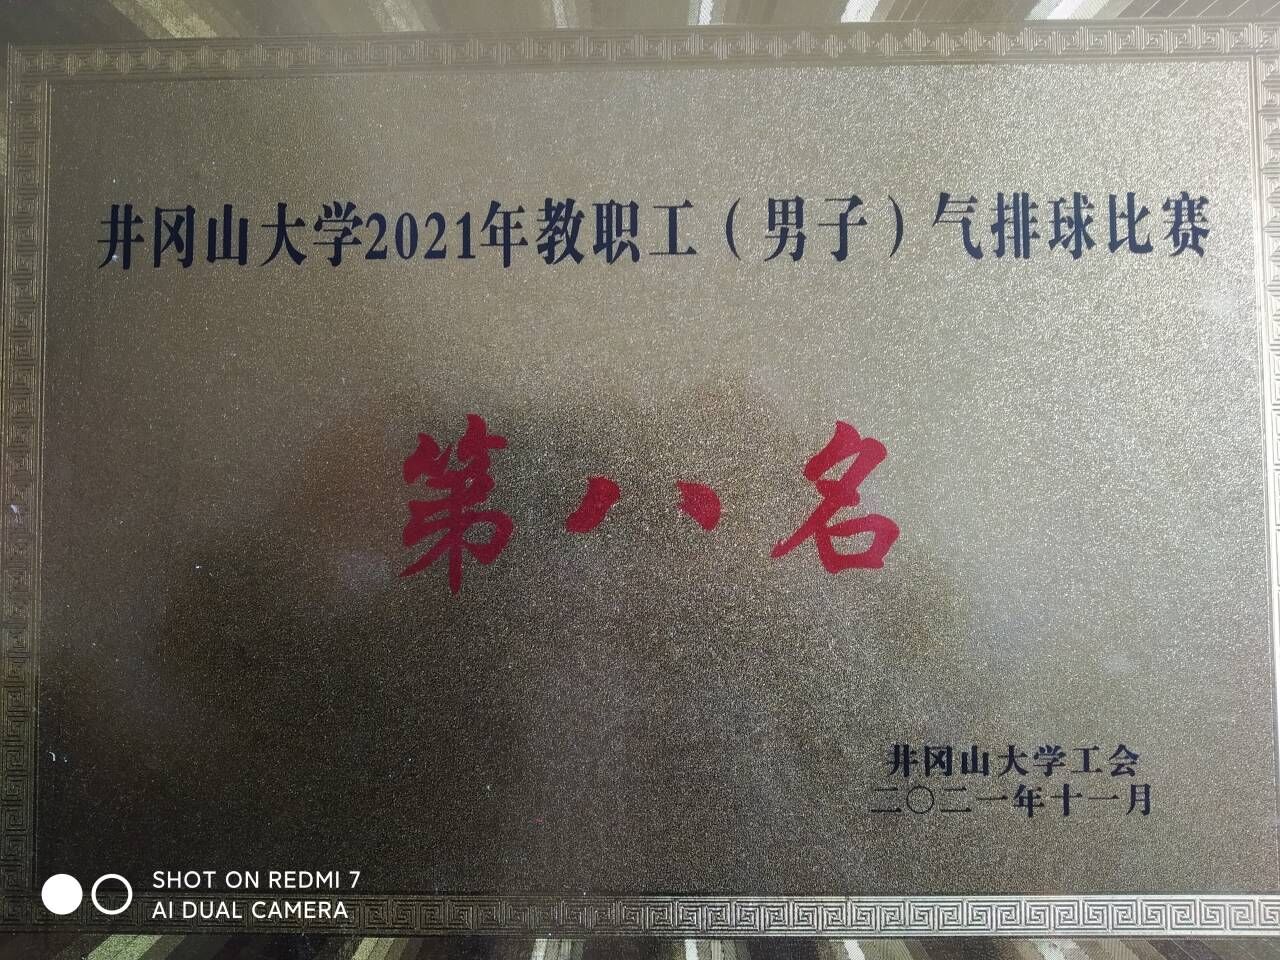 井冈山大学2021年教职工（男子）气排球比赛
第八名
井冈山大学工会
二〇二一年十一月
SHOT ON REDMI 7
AI DUAL CAMERA